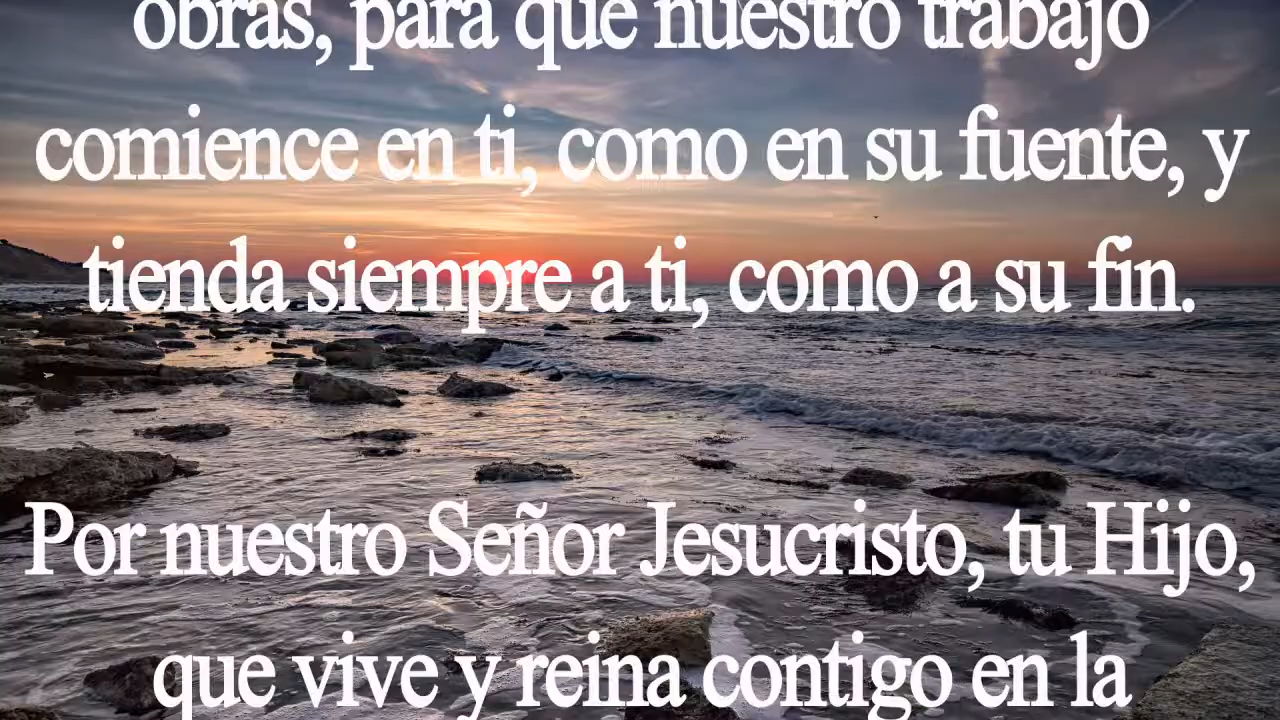 obras, para que nuestro trabajo
comience en ti, como en su fuente, y
tienda siempre a ti, como a su fin.
Por nuestro Señor Jesucristo, tu Hijo,
que vive y reina contigo en la